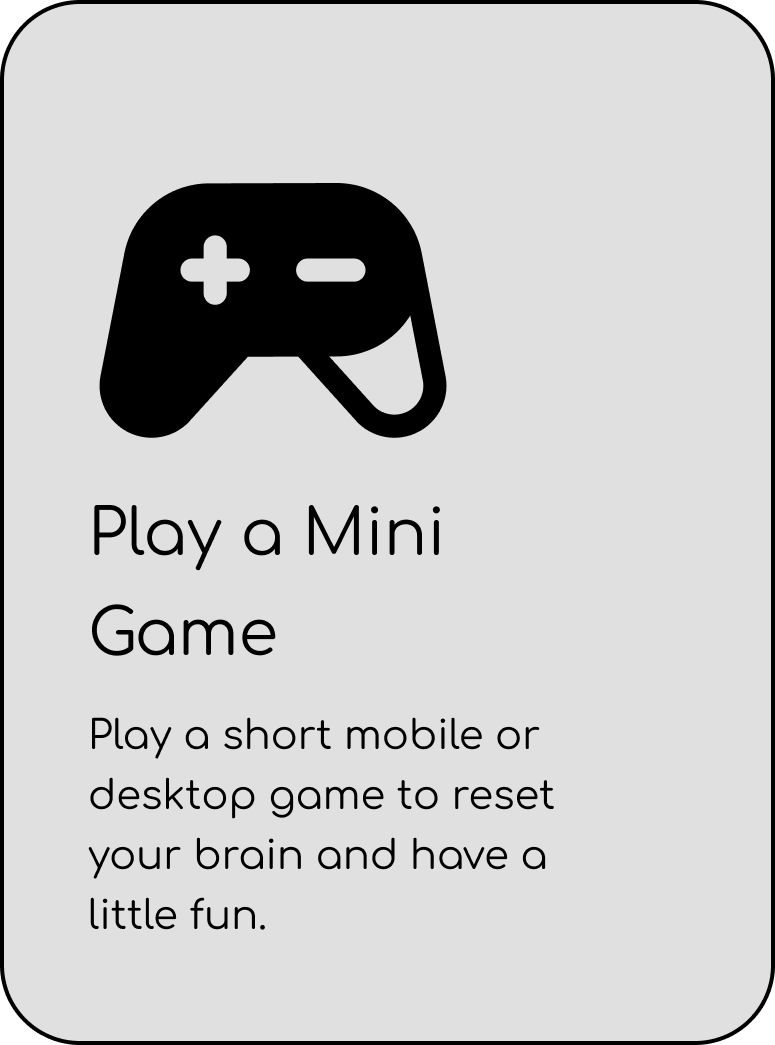 Play a Mini
Game
Play a short mobile or
desktop game to reset
your brain and have a
little fun.